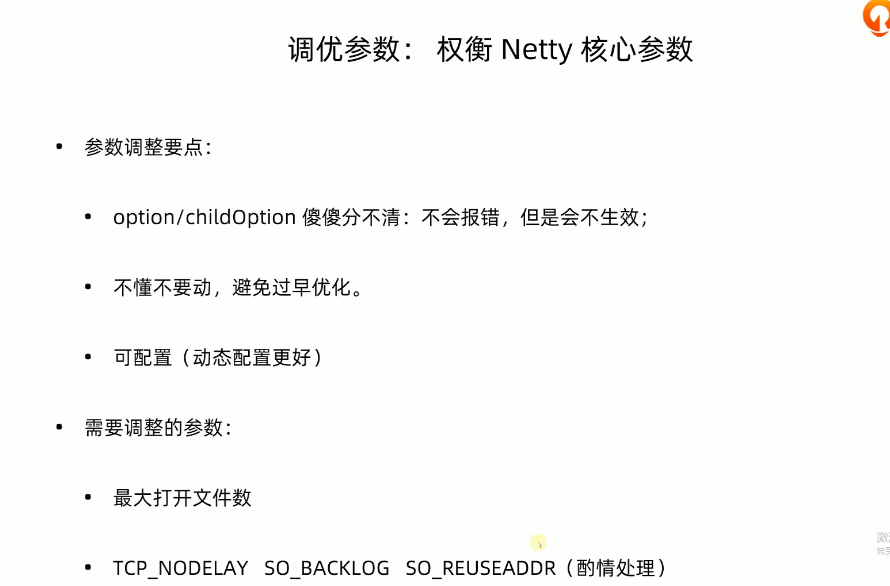 调优参数： 权衡 Netty 核心参数
• 参数调整要点：
• option/childOption 傻傻分不清：不会报错，但是会不生效；
• 不懂不要动，避免过早优化。
• 可配置（动态配置更好）
• 需要调整的参数：
• 最大打开文件数
• TCP_NODELAY SO_BACKLOG SO_REUSEADDR（酌情处理）